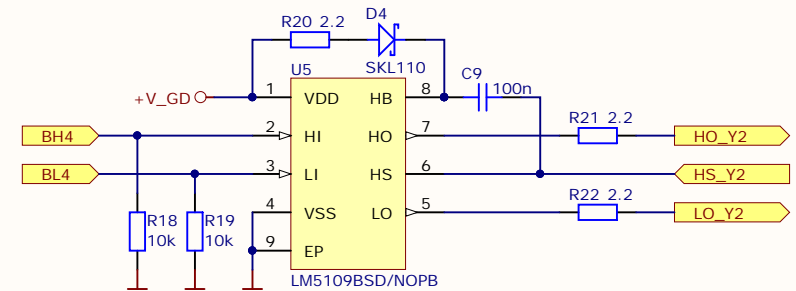 D4
R20 2.2
SKL110
U5
C9
100n
+V_GD
1 VDD HB 8
R21 2.2
BH4 2 HI HO 7 HO_Y2
BL4 3 LI HS 6 HS_Y2
R22 2.2
R18 R19 4 VSS LO 5 LO_Y2
10k 10k
9 EP
LM5109BSD/NOPB